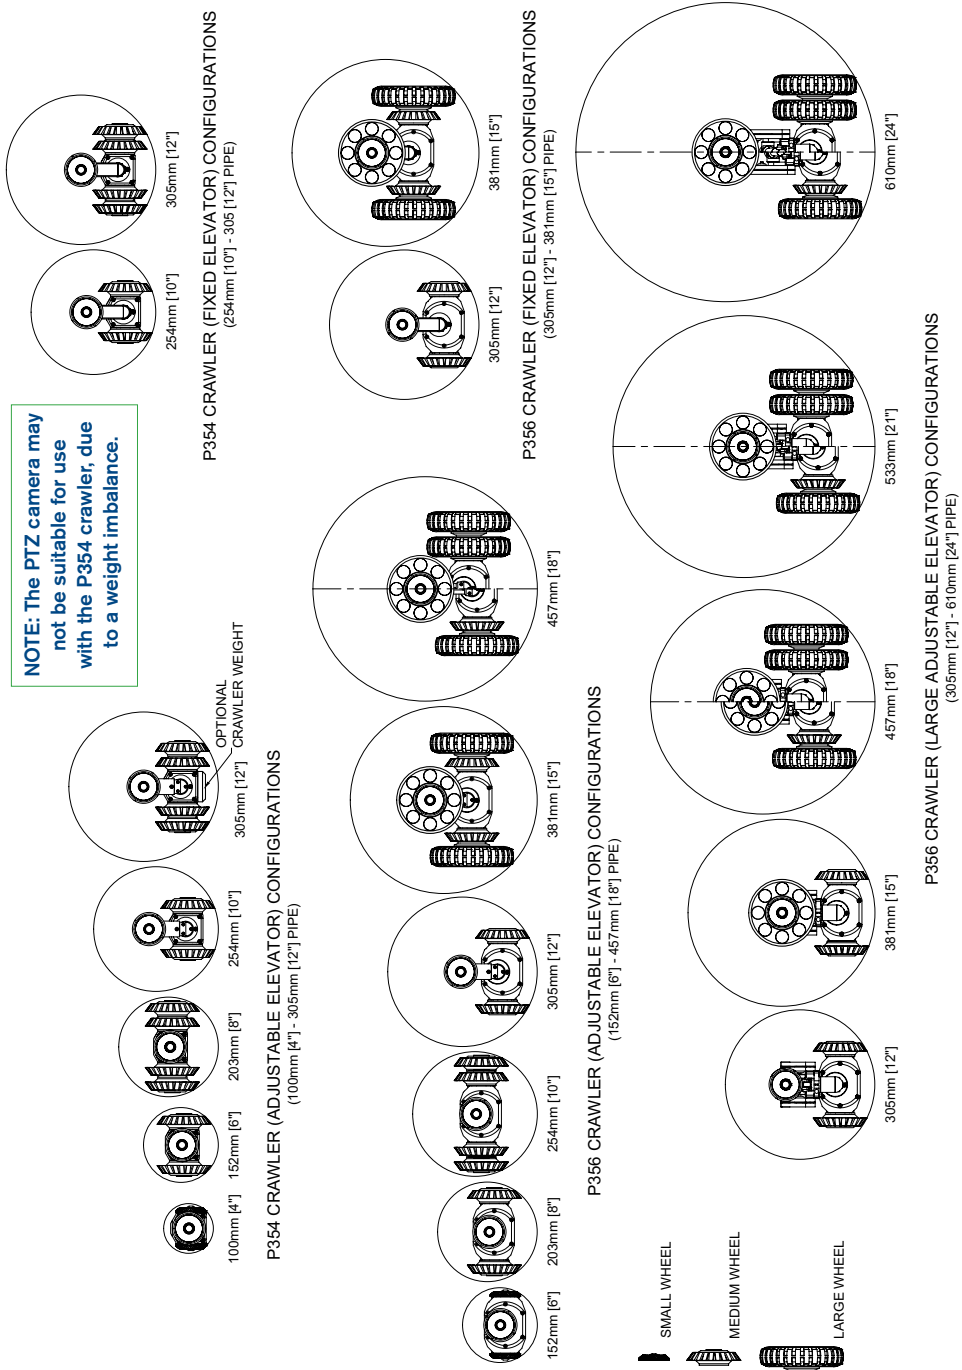 NOTE: The PTZ camera may
not be suitable for use
with the P354 crawler, due
to a weight imbalance.
100mm [4"]
152mm [6"]
203mm [8"]
254mm [10"]
305mm [12"]
OPTIONAL
CRAWLER WEIGHT
P354 CRAWLER (ADJUSTABLE ELEVATOR) CONFIGURATIONS
(100mm [4"] - 305mm [12"] PIPE)
254mm [10"]
305mm [12"]
P354 CRAWLER (FIXED ELEVATOR) CONFIGURATIONS
(254mm [10"] - 305 [12"] PIPE)
152mm [6"]
203mm [8"]
254mm [10"]
305mm [12"]
381mm [15"]
457mm [18"]
P356 CRAWLER (ADJUSTABLE ELEVATOR) CONFIGURATIONS
(152mm [6"] - 457mm [18"] PIPE)
305mm [12"]
381mm [15"]
P356 CRAWLER (FIXED ELEVATOR) CONFIGURATIONS
(305mm [12"] - 381mm [15"] PIPE)
SMALL WHEEL
MEDIUM WHEEL
LARGE WHEEL
305mm [12"]
381mm [15"]
457mm [18"]
533mm [21"]
610mm [24"]
P356 CRAWLER (LARGE ADJUSTABLE ELEVATOR) CONFIGURATIONS
(305mm [12"] - 610mm [24"] PIPE)